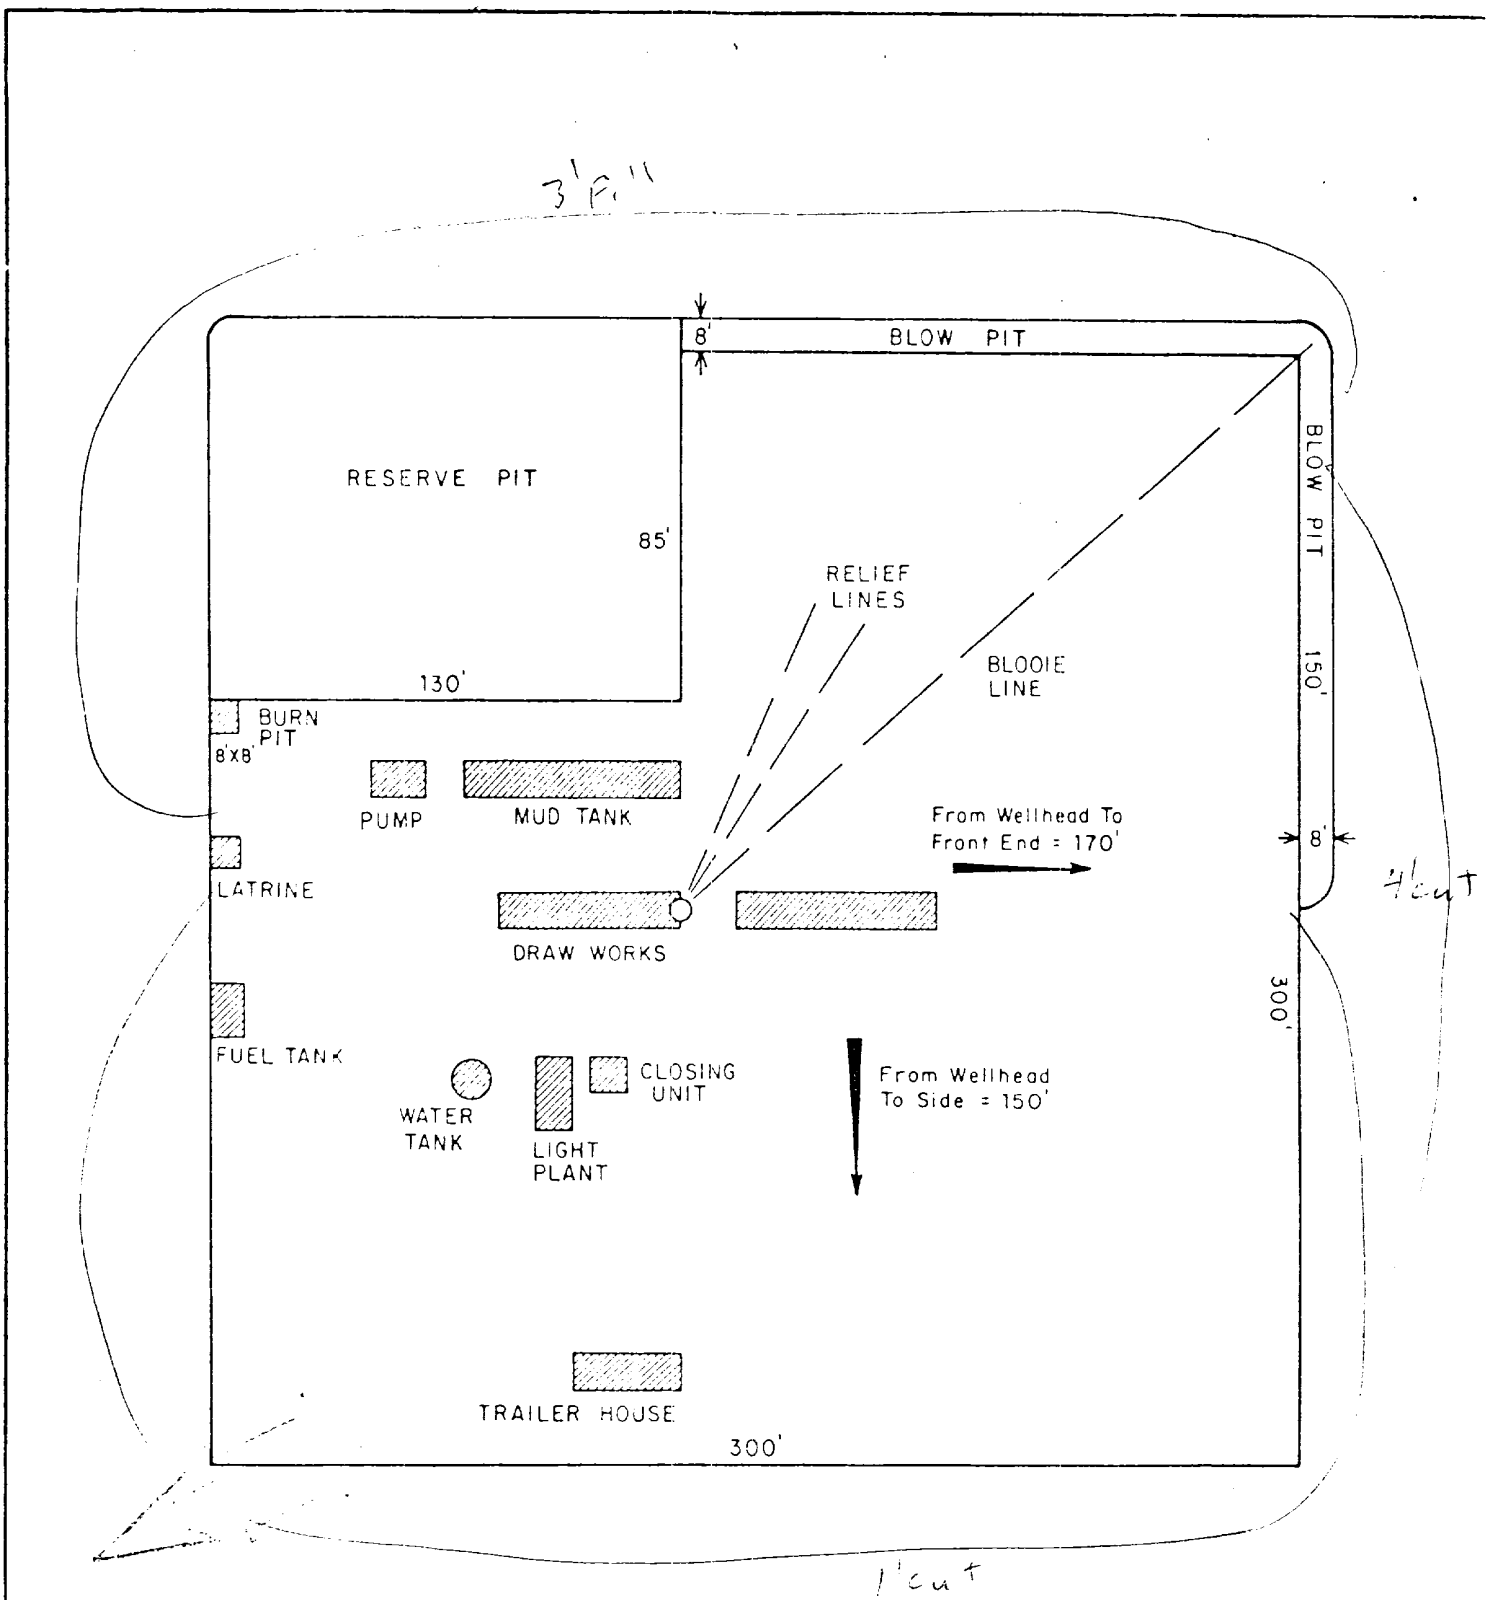 3' Fill
8'
BLOW PIT
BLOW PIT
RESERVE PIT
85'
RELIEF
LINES
BLOOIE
LINE
150'
130'
BURN
PIT
8'X8'
PUMP
MUD TANK
From Wellhead To
Front End = 170'
8'
LATRINE
4' cut
DRAW WORKS
300'
FUEL TANK
CLOSING
UNIT
From Wellhead
To Side = 150'
WATER
TANK
LIGHT
PLANT
TRAILER HOUSE
300'
1' cut